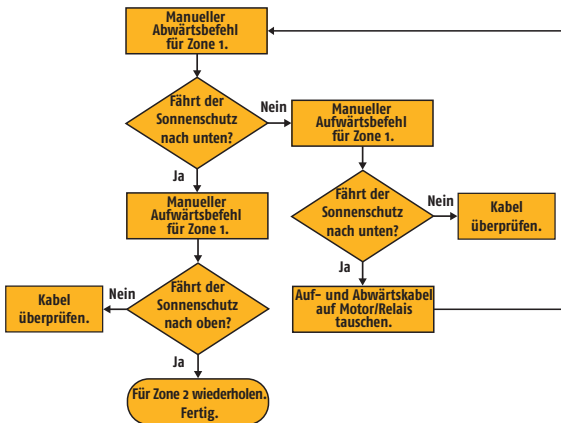 Manueller
Abwärtsbefehl
für Zone 1.
Fährt der
Sonnenschutz
nach unten?
Nein
Manueller
Aufwärtsbefehl
für Zone 1.
Ja
Manueller
Aufwärtsbefehl
für Zone 1.
Fährt der
Sonnenschutz
nach unten?
Nein
Kabel
überprüfen.
Ja
Auf- und Abwärtskabel
auf Motor/Relais
tauschen.
Fährt der
Sonnenschutz
nach oben?
Nein
Kabel
überprüfen.
Ja
Für Zone 2 wiederholen.
Fertig.